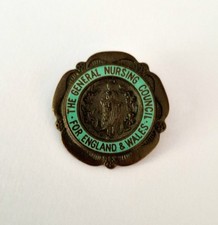 THE GENERAL NURSING COUNCIL
FOR ENGLAND & WALES